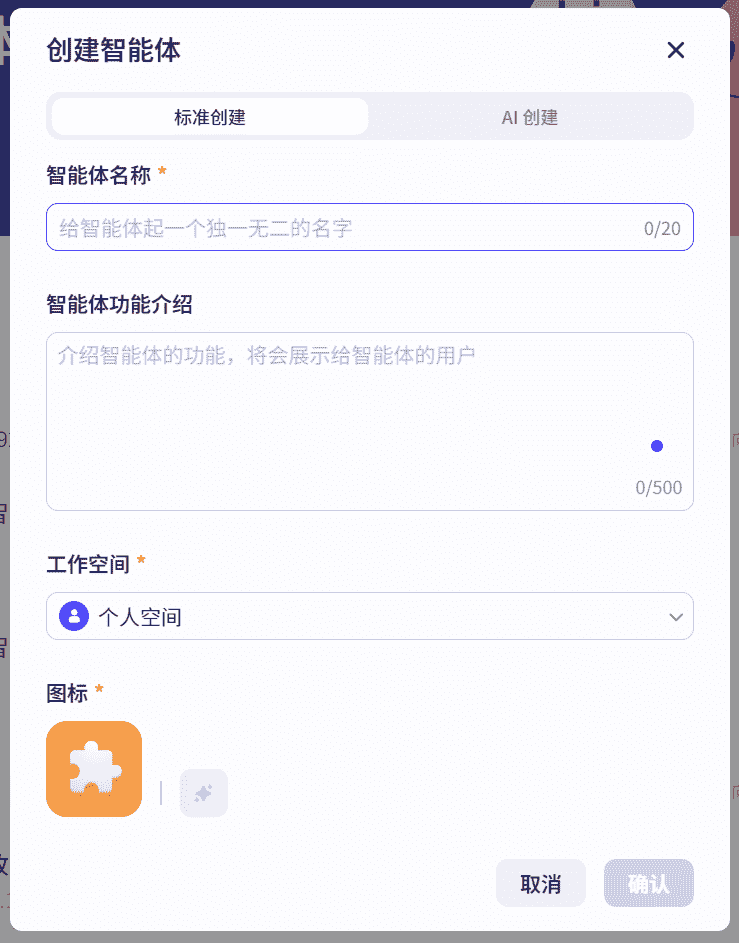 创建智能体
标准创建
AI 创建
智能体名称 *
给智能体起一个独一无二的名字
0/20
智能体功能介绍
介绍智能体的功能，将会展示给智能体的用户
0/500
工作空间 *
个人空间
图标 *
取消
确认